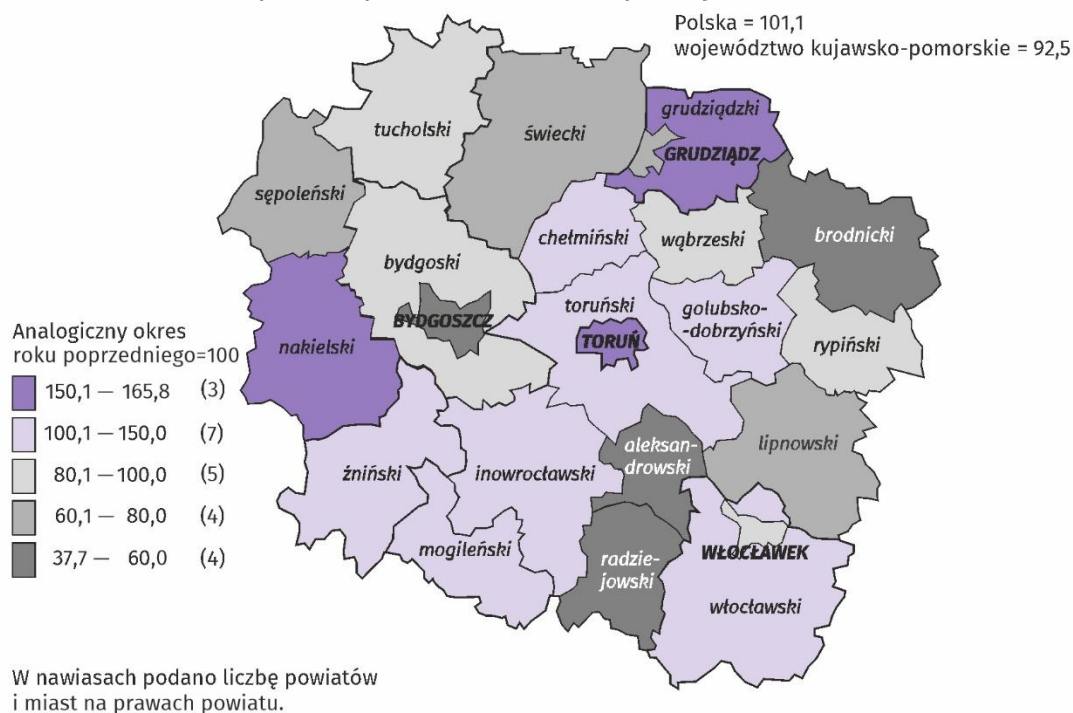 Polska = 101,1
województwo kujawsko-pomorskie = 92,5
grudziądzki
tucholski
świecki
GRUDZIĄDZ
sępoleński
chełmiński
wąbrzeski
brodnicki
bydgoski
toruński
golubsko-
-dobrzyński
BYDGOSZCZ
TORUŃ
nakielski
rypiński
Analogiczny okres
roku poprzedniego=100
150,1 — 165,8 (3)
100,1 — 150,0 (7)
80,1 — 100,0 (5)
60,1 — 80,0 (4)
37,7 — 60,0 (4)
aleksan-
drowski
lipnowski
żniński
inowrocławski
mogileński
radzie-
jowski
WŁOCŁAWEK
włocławski
W nawiasach podano liczbę powiatów
i miast na prawach powiatu.